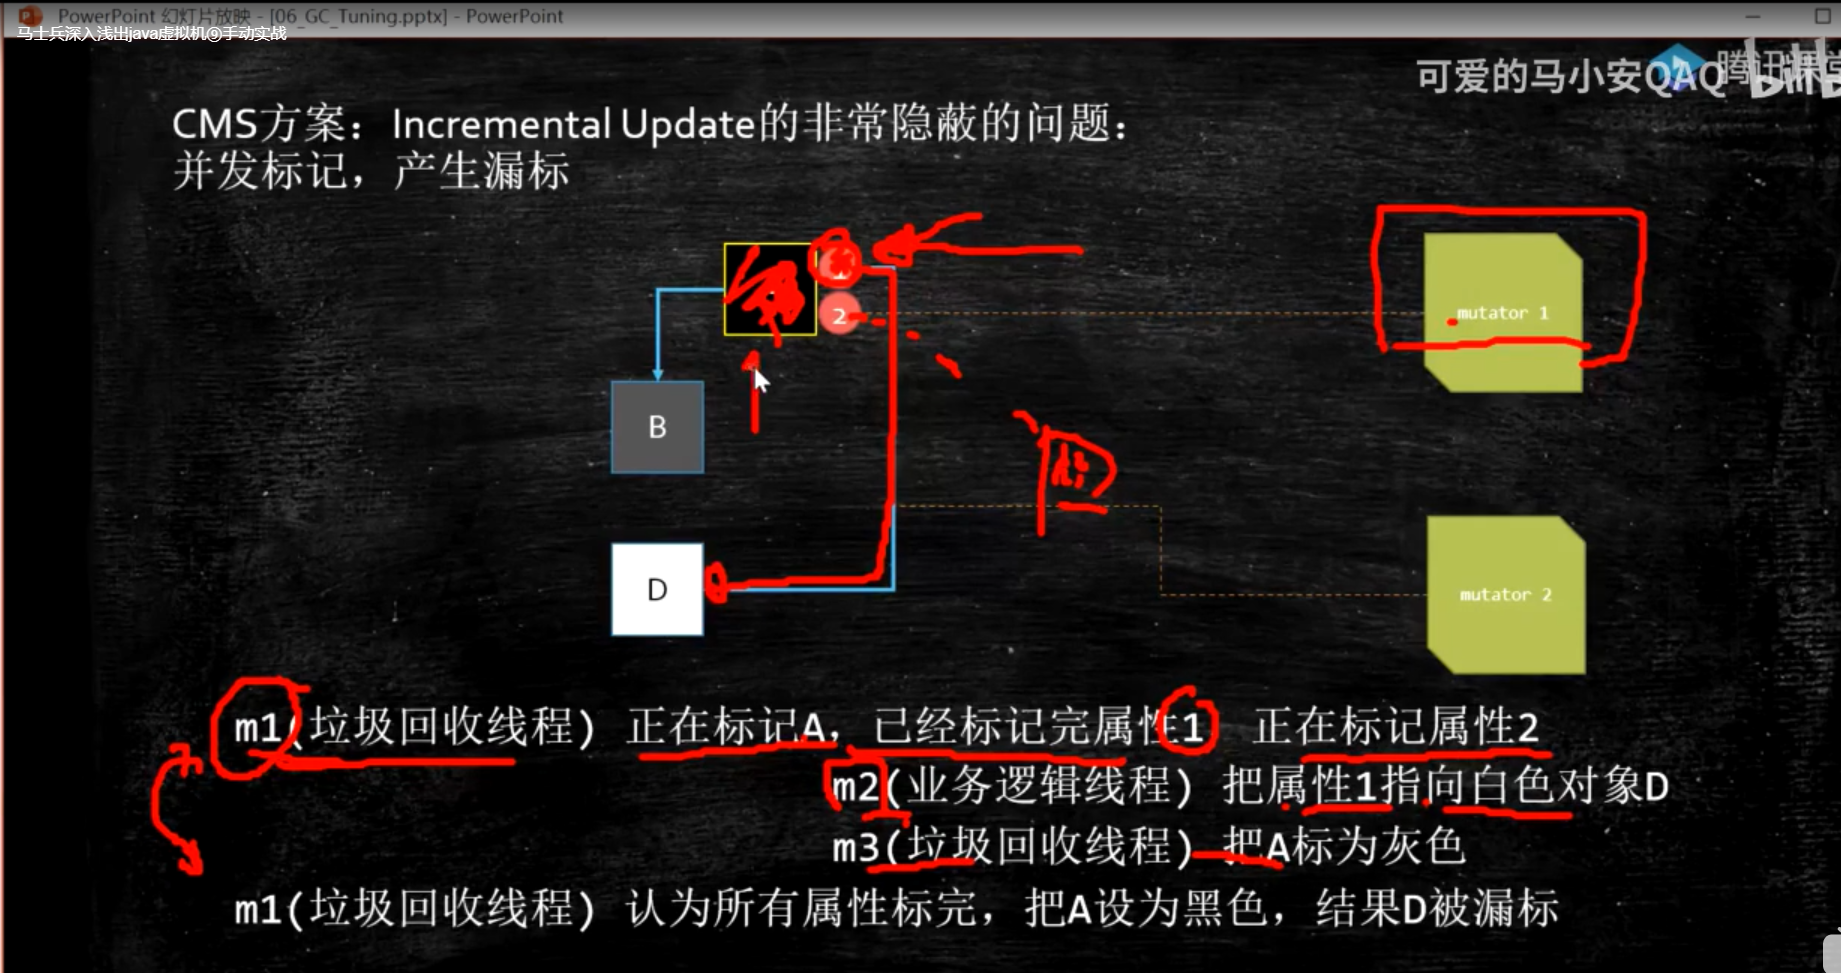 PowerPoint 幻灯片放映 - [06_GC_Tuning.pptx] - PowerPoint
马士兵深入浅出java虚拟机⑨手动实战
可爱的马小安QAQ
腾讯课堂
CMS方案：Incremental Update的非常隐蔽的问题：
并发标记，产生漏标
2
mutator 1
B
D
mutator 2
m1(垃圾回收线程) 正在标记A，已经标记完属性1 正在标记属性2
m2(业务逻辑线程) 把属性1指向白色对象D
m3(垃圾回收线程) 把A标为灰色
m1(垃圾回收线程) 认为所有属性标完，把A设为黑色，结果D被漏标